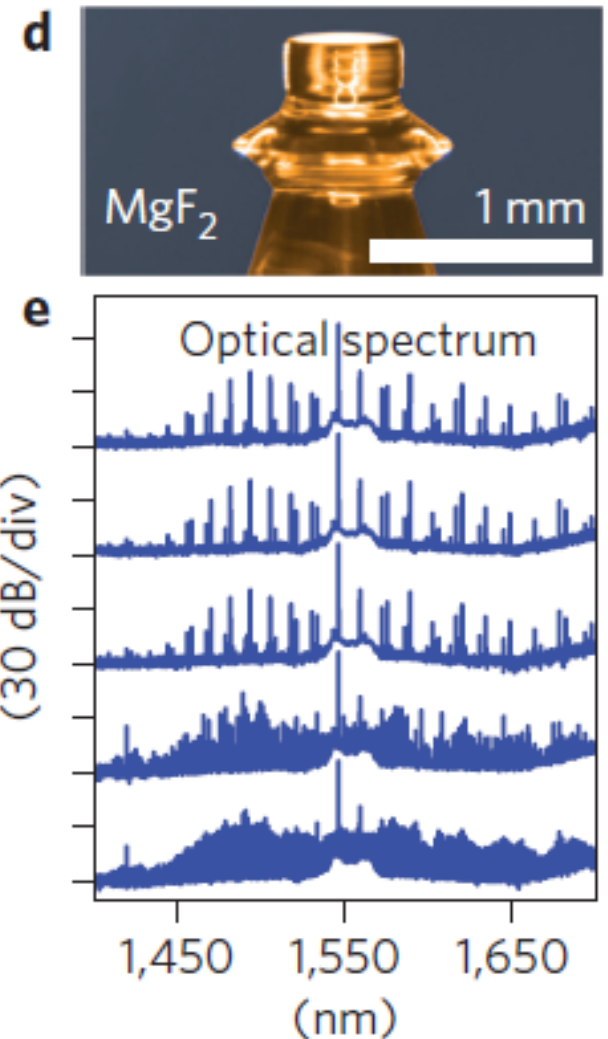 d
MgF₂
1 mm
e
Optical spectrum
(30 dB/div)
1,450 1,550 1,650
(nm)